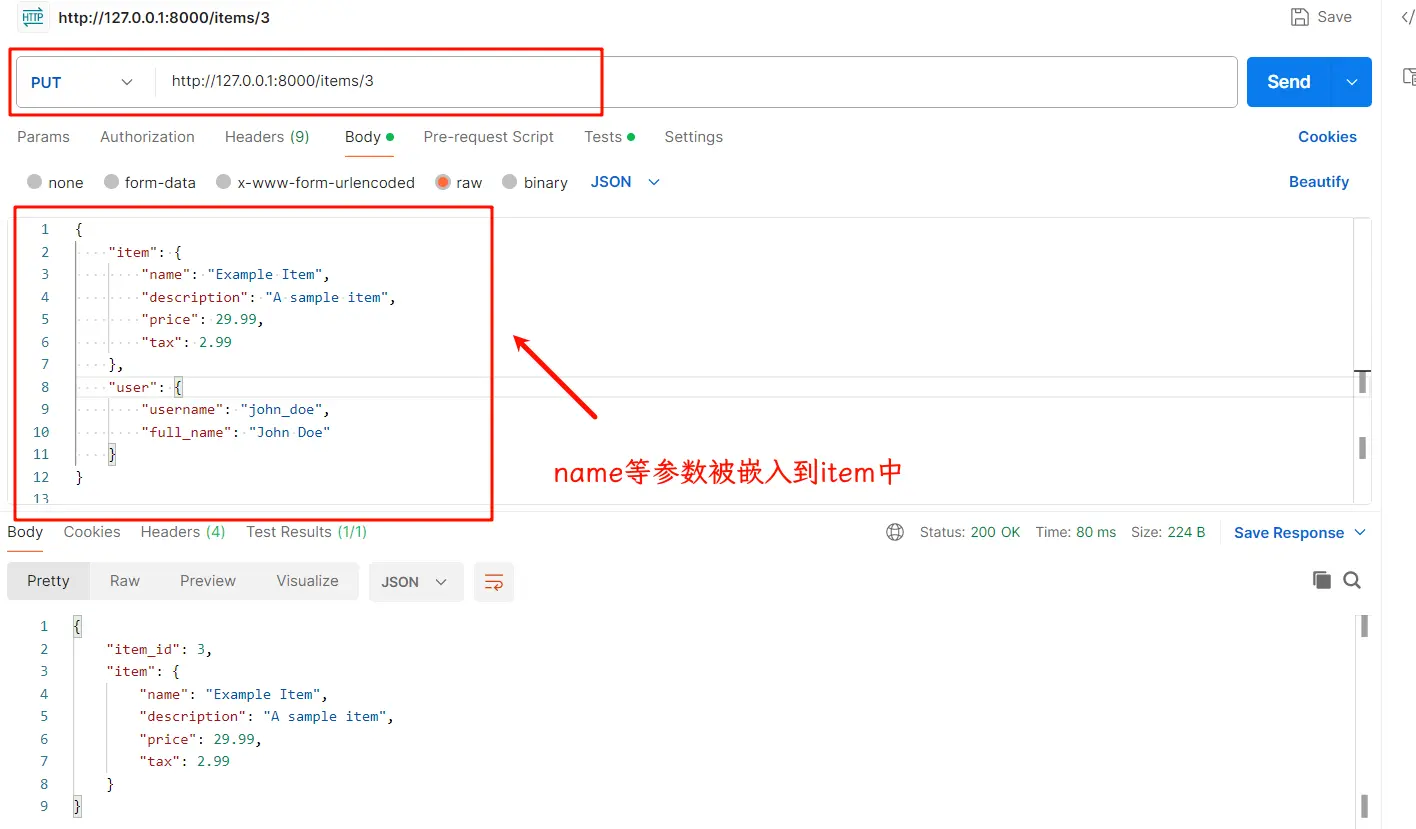 HTTP http://127.0.0.1:8000/items/3 Save </
PUT http://127.0.0.1:8000/items/3 Send
Params Authorization Headers (9) Body Pre-request Script Tests Settings Cookies
none form-data x-www-form-urlencoded raw binary JSON Beautify
1 {
2 "item": {
3 "name": "Example Item",
4 "description": "A sample item",
5 "price": 29.99,
6 "tax": 2.99
7 },
8 "user": {
9 "username": "john_doe",
10 "full_name": "John Doe"
11 }
12 }
13
name等参数被嵌入到item中
Body Cookies Headers (4) Test Results (1/1) Status: 200 OK Time: 80 ms Size: 224 B Save Response
Pretty Raw Preview Visualize JSON
1 {
2 "item_id": 3,
3 "item": {
4 "name": "Example Item",
5 "description": "A sample item",
6 "price": 29.99,
7 "tax": 2.99
8 }
9 }